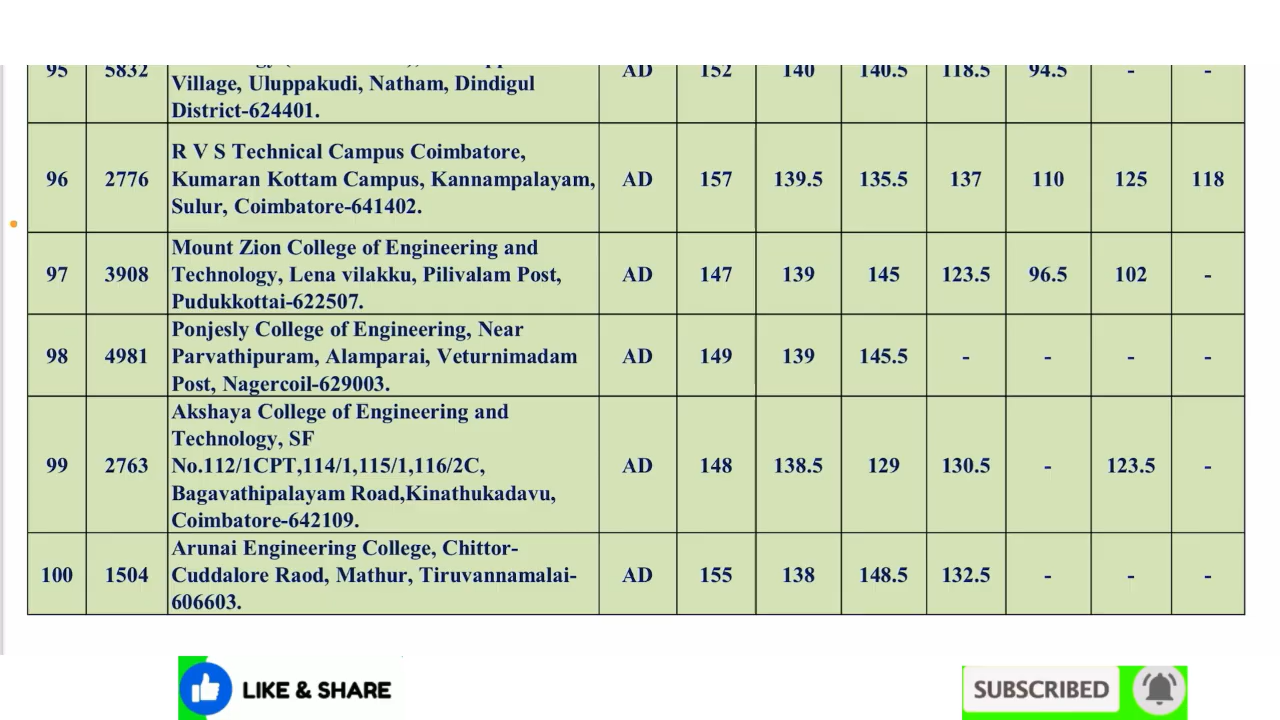 95 5832 AD 152 140 140.5 118.5 94.5 - -
Village, Uluppakudi, Natham, Dindigul
District-624401.
R V S Technical Campus Coimbatore,
96 2776 Kumaran Kottam Campus, Kannampalayam, AD 157 139.5 135.5 137 110 125 118
Sulur, Coimbatore-641402.
Mount Zion College of Engineering and
97 3908 Technology, Lena vilakku, Pilivalam Post, AD 147 139 145 123.5 96.5 102 -
Pudukkottai-622507.
Ponjesly College of Engineering, Near
98 4981 Parvathipuram, Alamparai, Veturnimadam AD 149 139 145.5 - - - -
Post, Nagercoil-629003.
Akshaya College of Engineering and
Technology, SF
99 2763 No.112/1CPT,114/1,115/1,116/2C, AD 148 138.5 129 130.5 - 123.5 -
Bagavathipalayam Road,Kinathukadavu,
Coimbatore-642109.
Arunai Engineering College, Chittor-
100 1504 Cuddalore Raod, Mathur, Tiruvannamalai- AD 155 138 148.5 132.5 - - -
606603.
LIKE & SHARE SUBSCRIBED